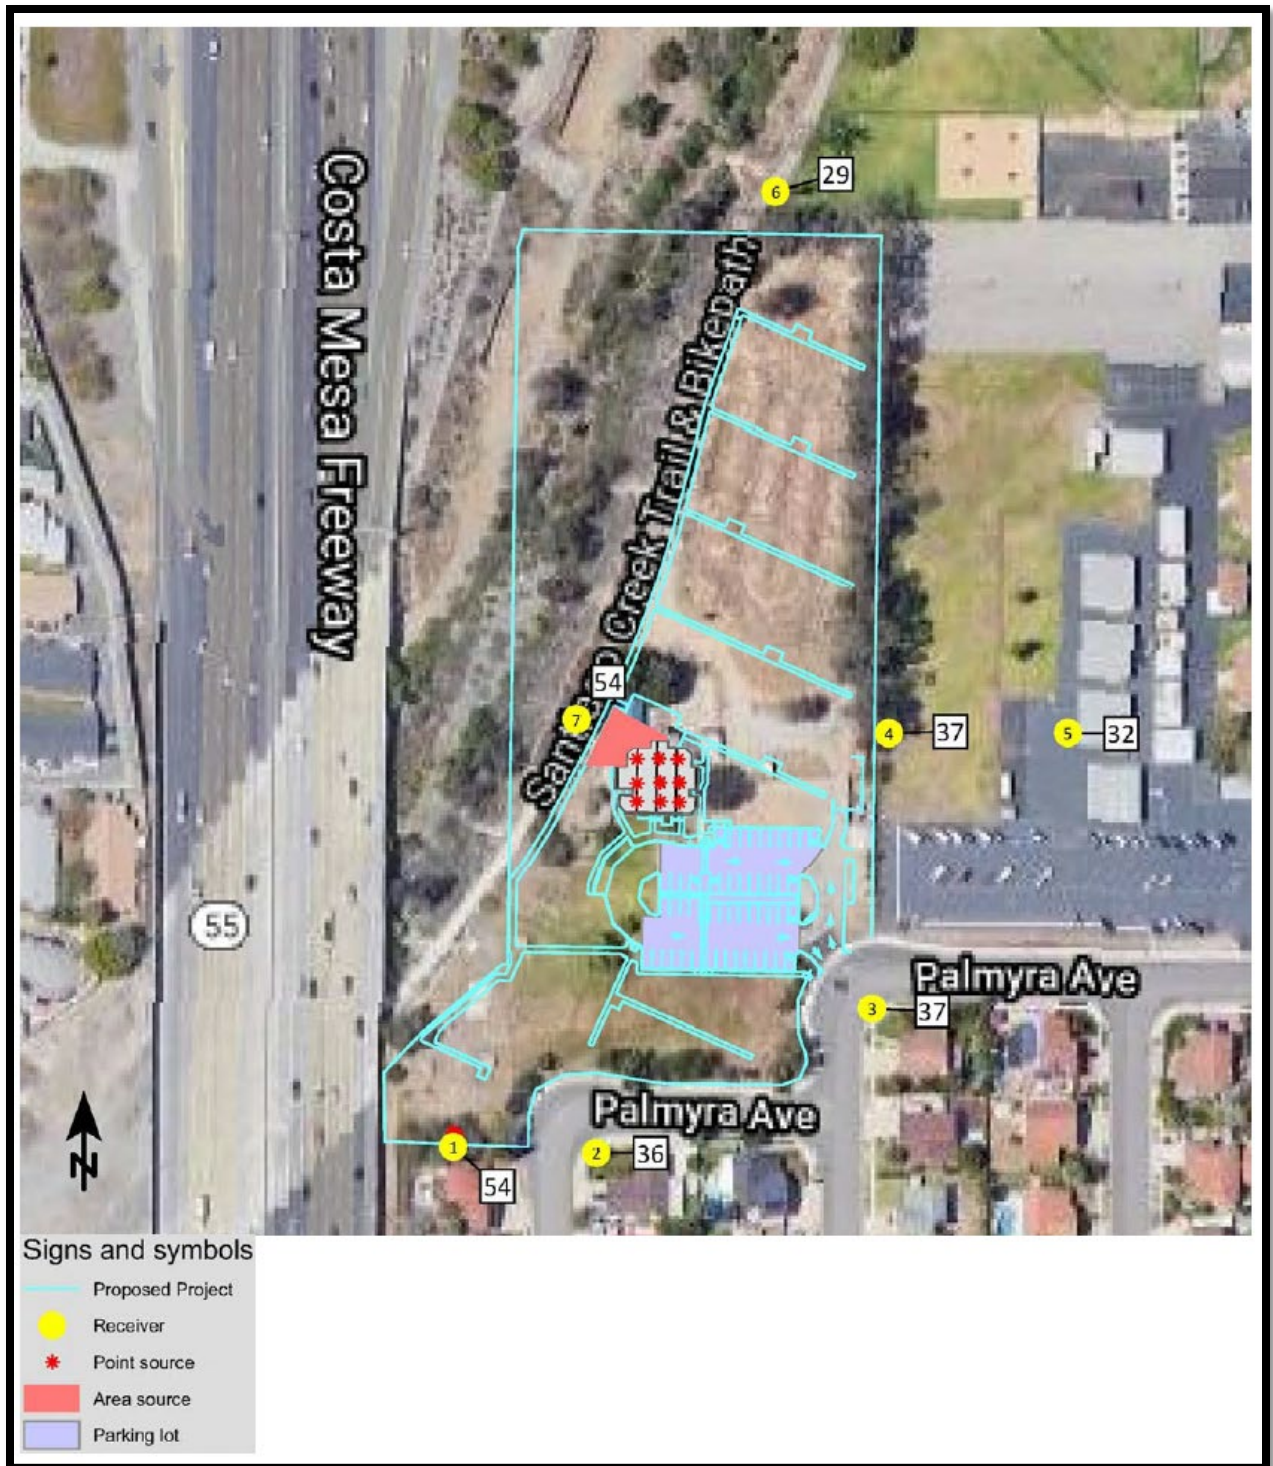 Costa Mesa Freeway
6
29
Creek Trail & Bikepath
54
7
4
37
5
32
55
Palmyra Ave
3
37
Palmyra Ave
1
2
36
54
N
Signs and symbols
Proposed Project
Receiver
Point source
Area source
Parking lot